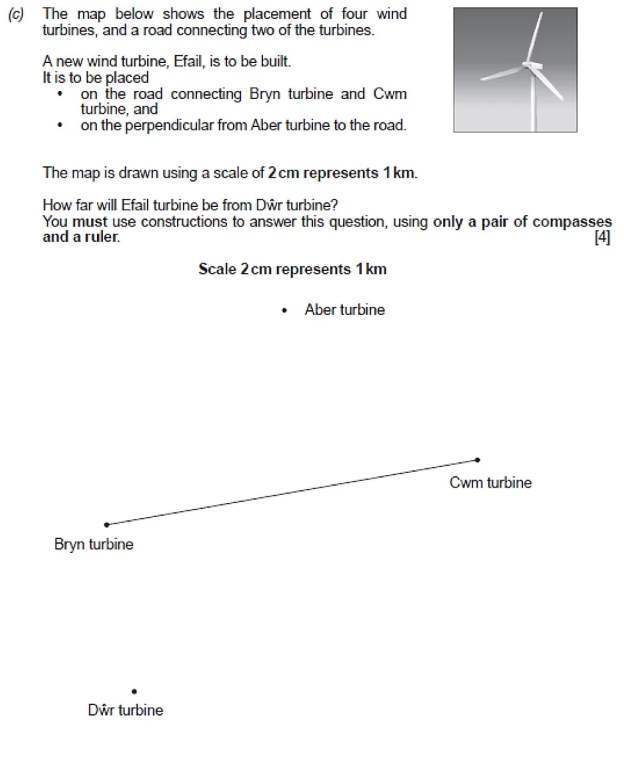 (c) The map below shows the placement of four wind
turbines, and a road connecting two of the turbines.
A new wind turbine, Efail, is to be built.
It is to be placed
• on the road connecting Bryn turbine and Cwm
turbine, and
• on the perpendicular from Aber turbine to the road.
The map is drawn using a scale of 2 cm represents 1 km.
How far will Efail turbine be from Dŵr turbine?
You must use constructions to answer this question, using only a pair of compasses
and a ruler. [4]
Scale 2 cm represents 1 km
Aber turbine
Cwm turbine
Bryn turbine
Dŵr turbine